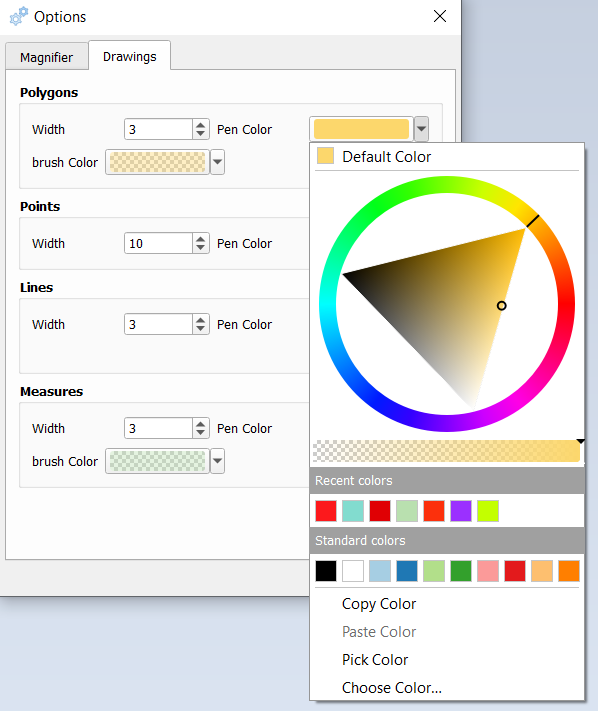 Options
Magnifier
Drawings
Polygons
Width 3 Pen Color
brush Color
Points
Width 10 Pen Color
Lines
Width 3 Pen Color
Measures
Width 3 Pen Color
brush Color
Default Color
Recent colors
Standard colors
Copy Color
Paste Color
Pick Color
Choose Color...